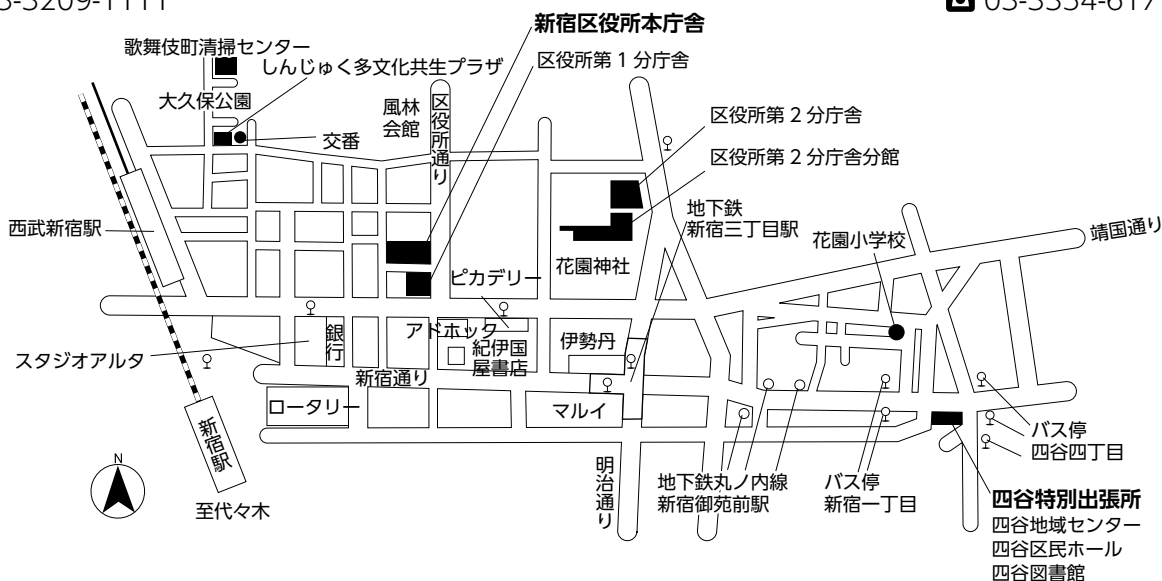 3-3209-1111
03-3354-617
新宿区役所本庁舎
歌舞伎町清掃センター
区役所第1分庁舎
しんじゅく多文化共生プラザ
大久保公園
風林
会館
区役所通り
交番
区役所第2分庁舎
区役所第2分庁舎分館
地下鉄
新宿三丁目駅
西武新宿駅
花園小学校
靖国通り
花園神社
ピカデリー
アドホック
銀行
紀伊国
屋書店
伊勢丹
スタジオアルタ
新宿通り
ロータリー
マルイ
新宿駅
バス停
四谷四丁目
N
明治通り
地下鉄丸ノ内線
新宿御苑前駅
バス停
新宿一丁目
至代々木
四谷特別出張所
四谷地域センター
四谷区民ホール
四谷図書館